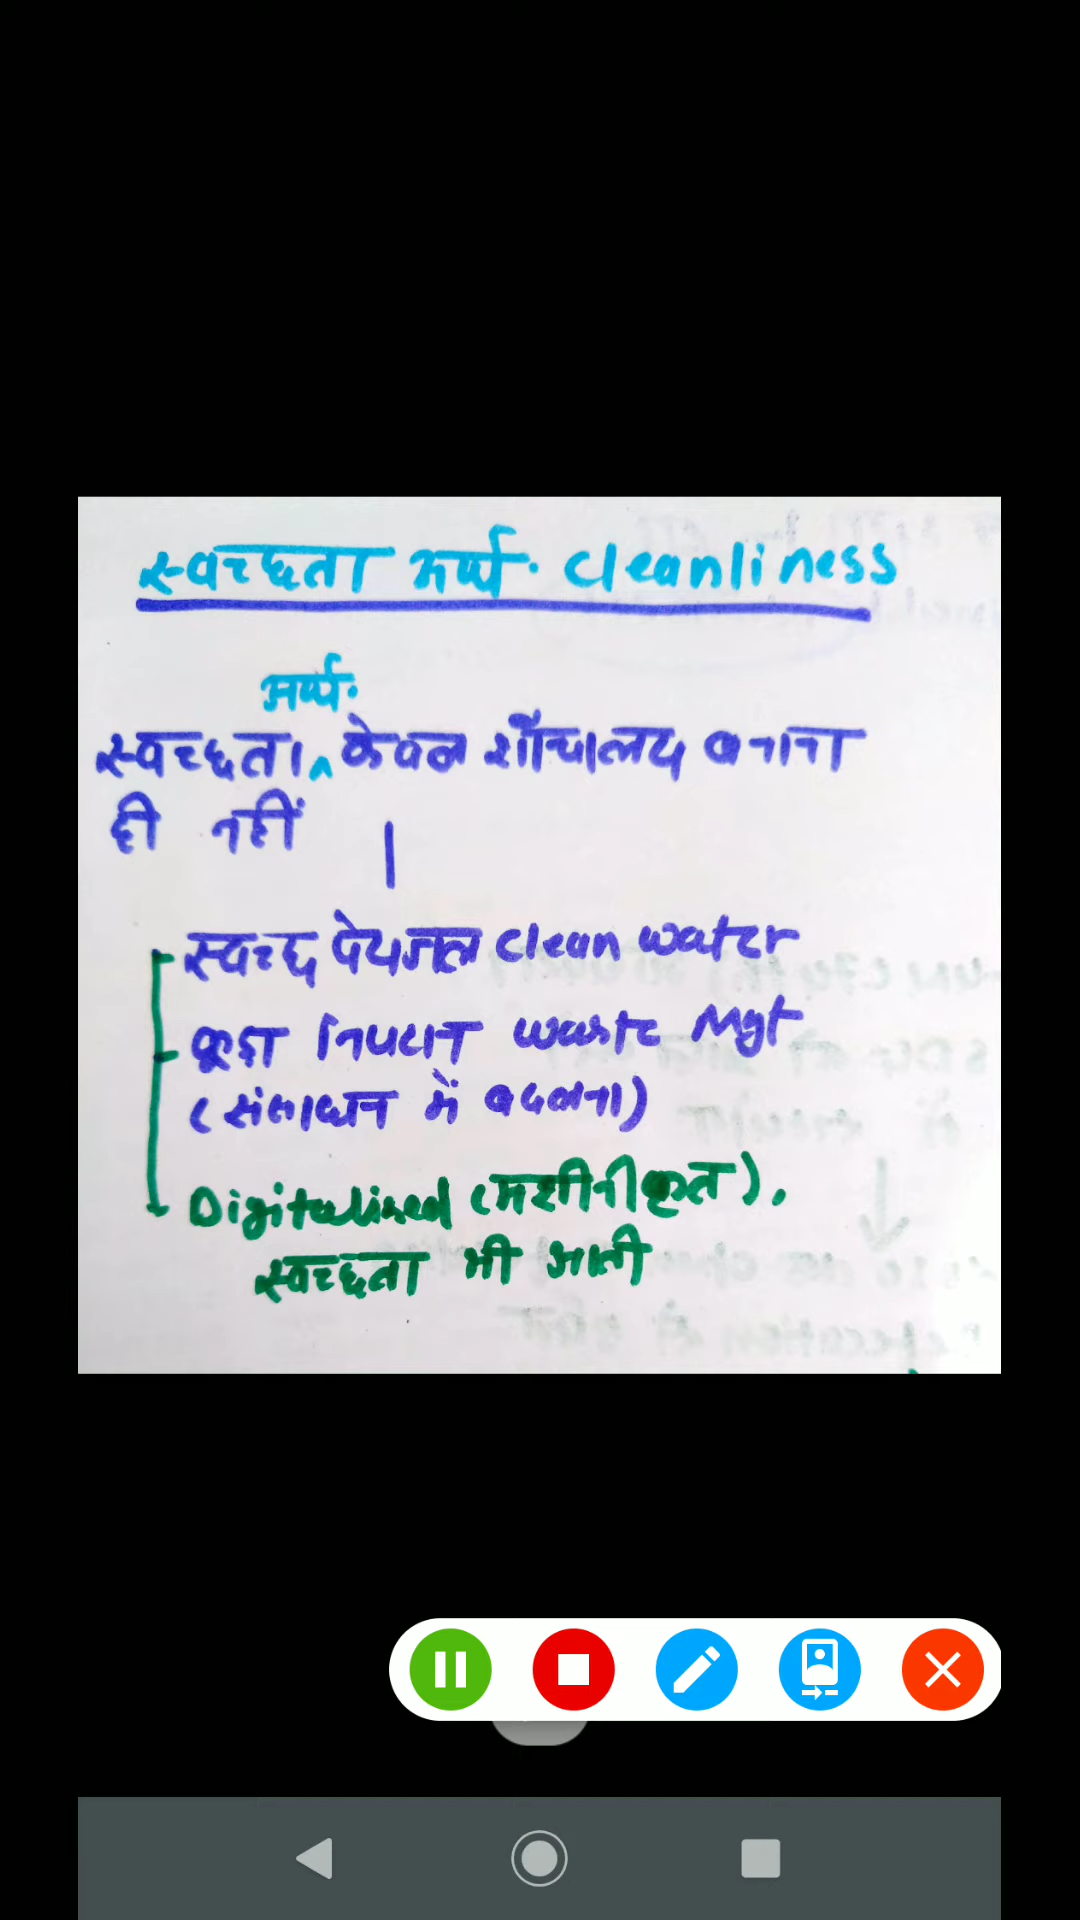 स्वच्छता अर्थ. cleanliness
अर्थ.
स्वच्छता ^ केवल शौचालय बनाना
ही नहीं
स्वच्छ पेयजल clean water
कूड़ा निपटान waste Mgt
(संसाधन में बदलना)
Digitalised (मशीनीकृत).
स्वच्छता भी आती